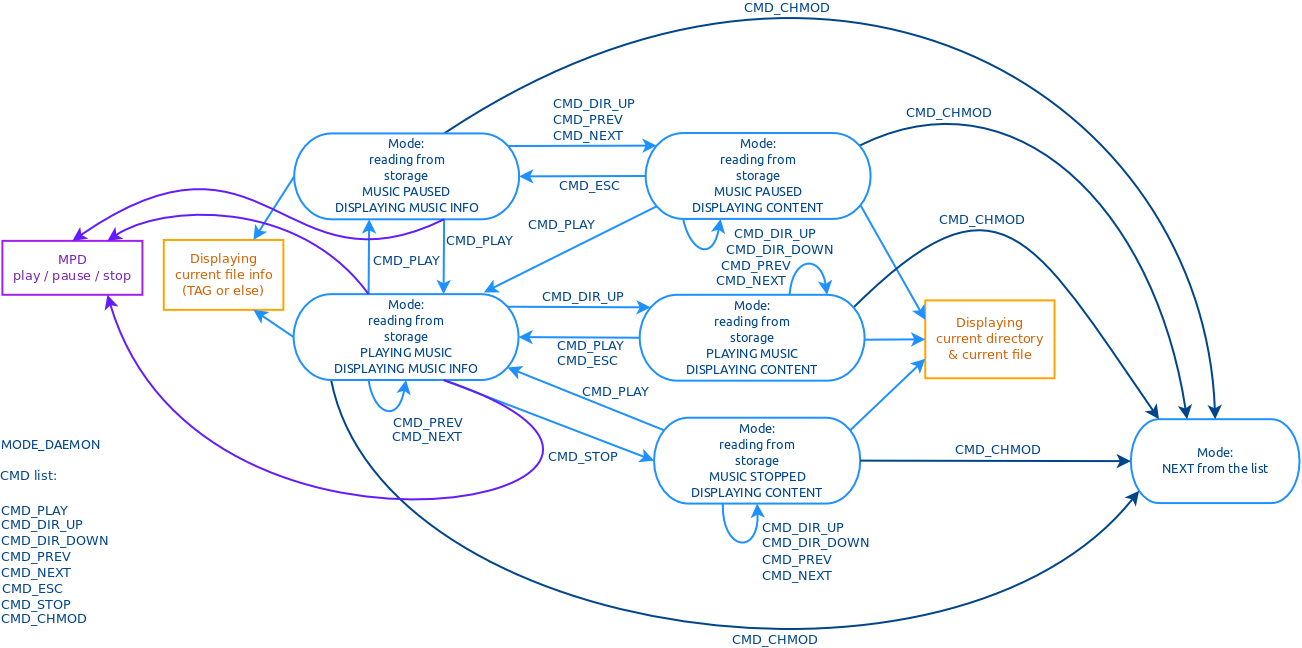 CMD_CHMOD
CMD_DIR_UP
CMD_PREV
CMD_NEXT
CMD_CHMOD
Mode:
reading from
storage
MUSIC PAUSED
DISPLAYING MUSIC INFO
CMD_ESC
Mode:
reading from
storage
MUSIC PAUSED
DISPLAYING CONTENT
CMD_CHMOD
CMD_PLAY
CMD_PLAY
CMD_DIR_UP
CMD_DIR_DOWN
CMD_PREV
CMD_NEXT
MPD
play / pause / stop
Displaying
current file info
(TAG or else)
CMD_PLAY
Mode:
reading from
storage
PLAYING MUSIC
DISPLAYING MUSIC INFO
CMD_DIR_UP
CMD_PLAY
CMD_ESC
Mode:
reading from
storage
PLAYING MUSIC
DISPLAYING CONTENT
Displaying
current directory
& current file
CMD_PLAY
CMD_PREV
CMD_NEXT
CMD_STOP
Mode:
reading from
storage
MUSIC STOPPED
DISPLAYING CONTENT
CMD_CHMOD
Mode:
NEXT from the list
CMD_DIR_UP
CMD_DIR_DOWN
CMD_PREV
CMD_NEXT
MODE_DAEMON
CMD list:
CMD_PLAY
CMD_DIR_UP
CMD_DIR_DOWN
CMD_PREV
CMD_NEXT
CMD_ESC
CMD_STOP
CMD_CHMOD
CMD_CHMOD